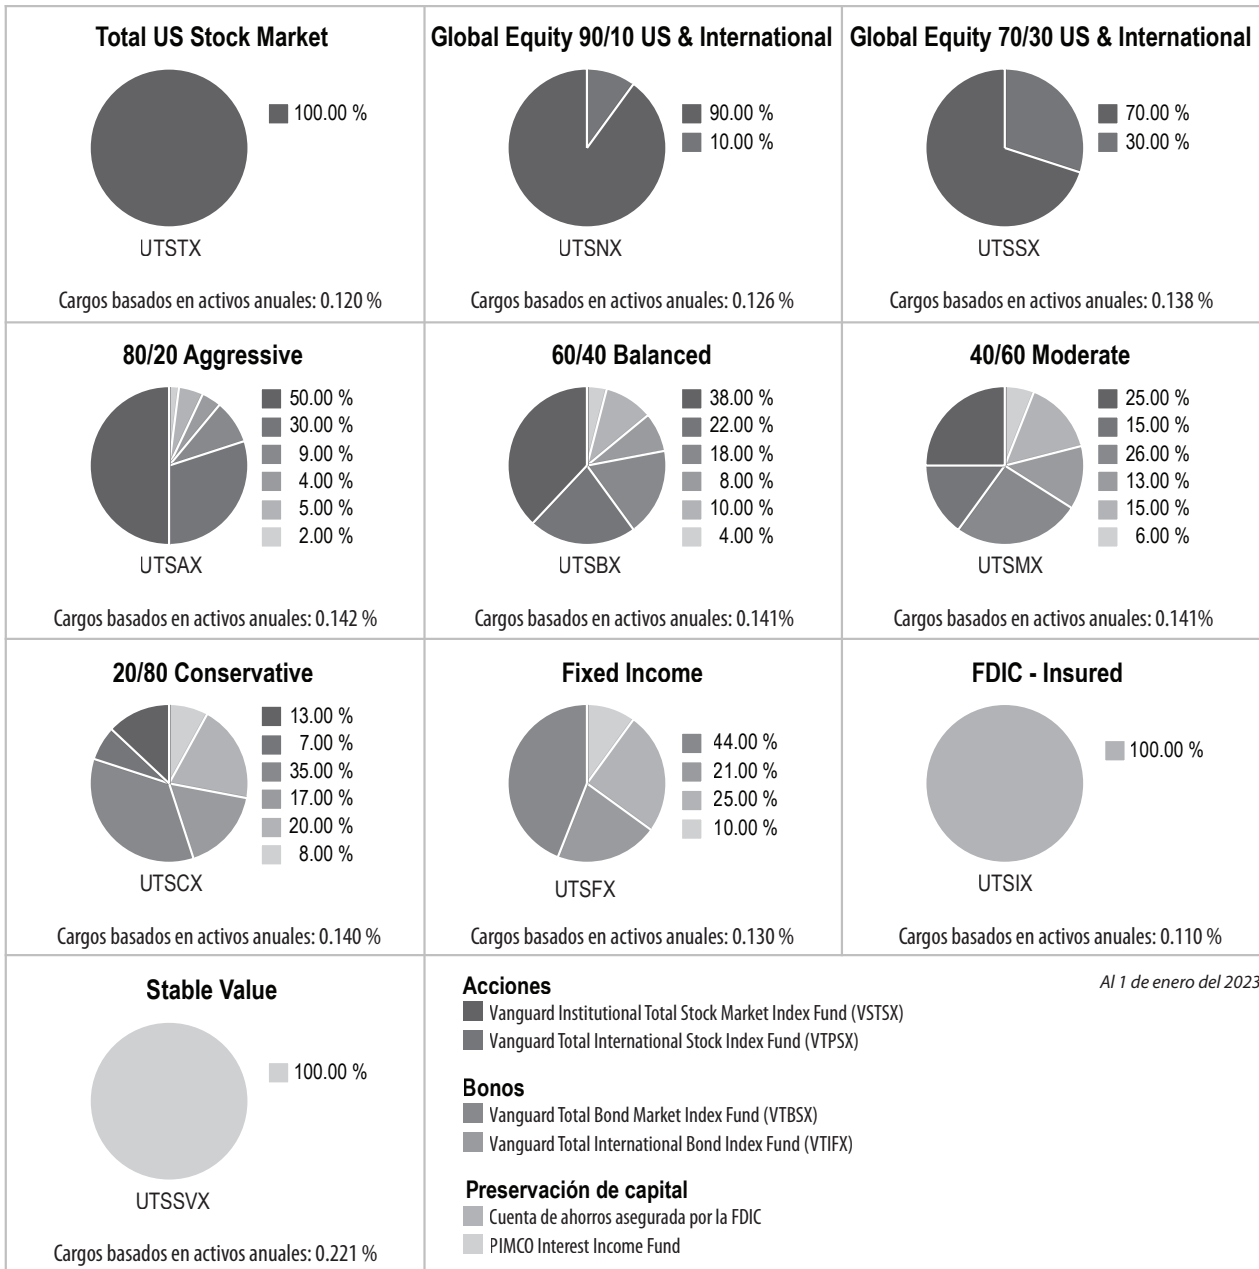 Total US Stock Market
100.00 %
UTSTX
Cargos basados en activos anuales: 0.120 %
Global Equity 90/10 US & International
90.00 %
10.00 %
UTSNX
Cargos basados en activos anuales: 0.126 %
Global Equity 70/30 US & International
70.00 %
30.00 %
UTSSX
Cargos basados en activos anuales: 0.138 %
80/20 Aggressive
50.00 %
30.00 %
9.00 %
4.00 %
5.00 %
2.00 %
UTSAX
Cargos basados en activos anuales: 0.142 %
60/40 Balanced
38.00 %
22.00 %
18.00 %
8.00 %
10.00 %
4.00 %
UTSBX
Cargos basados en activos anuales: 0.141%
40/60 Moderate
25.00 %
15.00 %
26.00 %
13.00 %
15.00 %
6.00 %
UTSMX
Cargos basados en activos anuales: 0.141%
20/80 Conservative
13.00 %
7.00 %
35.00 %
17.00 %
20.00 %
8.00 %
UTSCX
Cargos basados en activos anuales: 0.140 %
Fixed Income
44.00 %
21.00 %
25.00 %
10.00 %
UTSFX
Cargos basados en activos anuales: 0.130 %
FDIC - Insured
100.00 %
UTSIX
Cargos basados en activos anuales: 0.110 %
Stable Value
100.00 %
UTSSVX
Cargos basados en activos anuales: 0.221 %
Al 1 de enero del 2023
Acciones
Vanguard Institutional Total Stock Market Index Fund (VSTSX)
Vanguard Total International Stock Index Fund (VTPSX)
Bonos
Vanguard Total Bond Market Index Fund (VTBSX)
Vanguard Total International Bond Index Fund (VTIFX)
Preservación de capital
Cuenta de ahorros asegurada por la FDIC
PIMCO Interest Income Fund